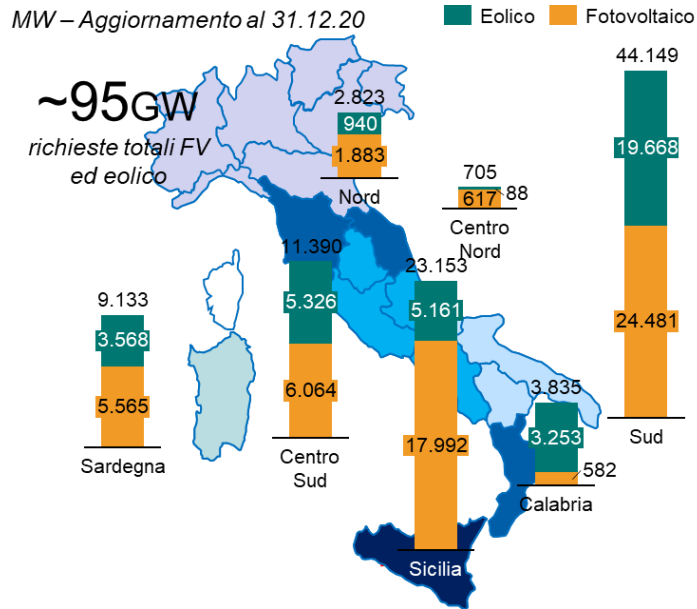 MW – Aggiornamento al 31.12.20
Eolico
Fotovoltaico
~95GW
richieste totali FV
ed eolico
2.823
940
1.883
Nord
705
88
617
Centro
Nord
44.149
19.668
24.481
Sud
11.390
5.326
6.064
Centro
Sud
23.153
5.161
17.992
Sicilia
9.133
3.568
5.565
Sardegna
3.835
3.253
582
Calabria